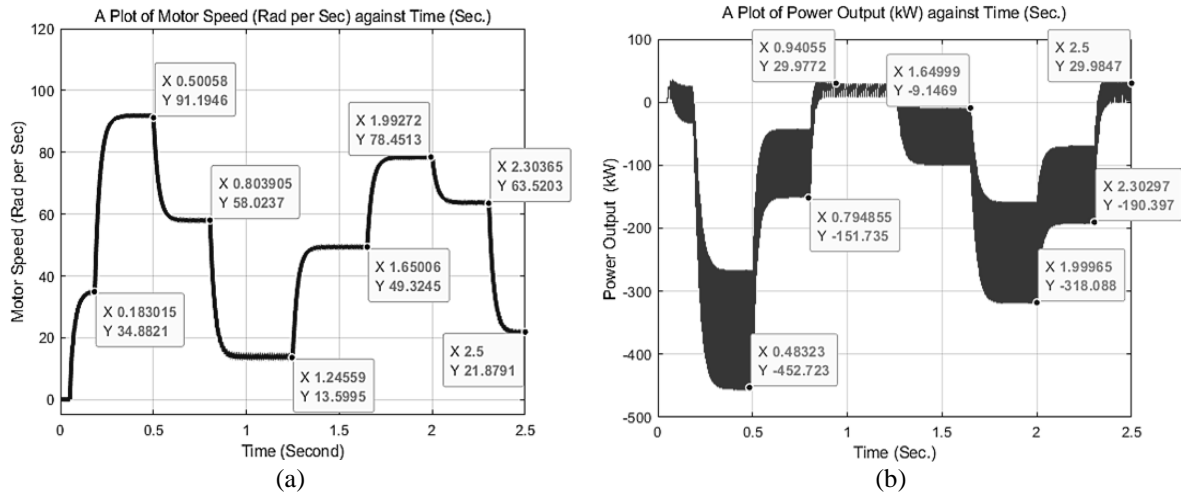 A Plot of Motor Speed (Rad per Sec) against Time (Sec.)
120
100
80
60
40
20
0
Motor Speed (Rad per Sec)
X 0.50058
Y 91.1946
X 1.99272
Y 78.4513
X 2.30365
Y 63.5203
X 0.803905
Y 58.0237
X 1.65006
Y 49.3245
X 0.183015
Y 34.8821
X 2.5
Y 21.8791
X 1.24559
Y 13.5995
0 0.5 1 1.5 2 2.5
Time (Second)
(a)
A Plot of Power Output (kW) against Time (Sec.)
100
0
-100
-200
-300
-400
-500
Power Output (kW)
X 0.94055
Y 29.9772
X 1.64999
Y -9.1469
X 2.5
Y 29.9847
X 2.30297
Y -190.397
X 0.794855
Y -151.735
X 1.99965
Y -318.088
X 0.48323
Y -452.723
0 0.5 1 1.5 2 2.5
Time (Sec.)
(b)